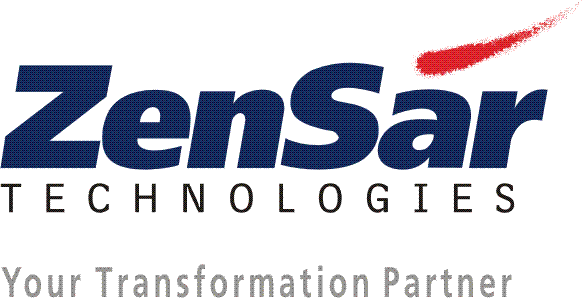 ZenSar
TECHNOLOGIES
Your Transformation Partner